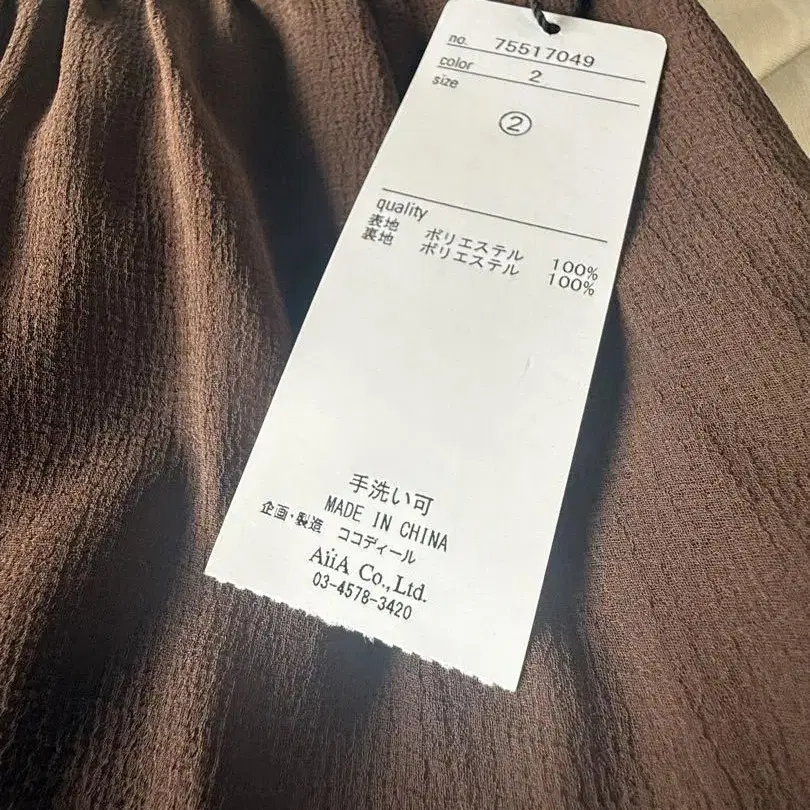 no. 75517049
color 2
size
②
quality
表地 ポリエステル 100%
裏地 ポリエステル 100%
手洗い可
MADE IN CHINA
企画・製造 ココディール
AiiA Co.,Ltd.
03-4578-3420